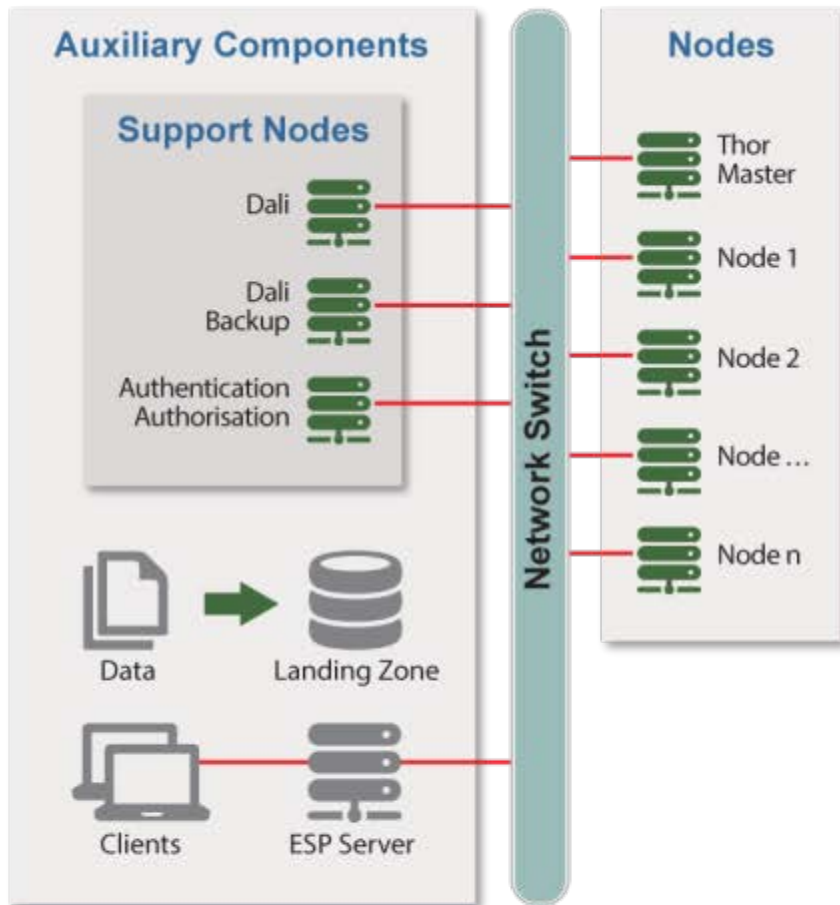 Auxiliary Components
Support Nodes
Dali
Dali
Backup
Authentication
Authorisation
Data
Landing Zone
Clients
ESP Server
Network Switch
Nodes
Thor
Master
Node 1
Node 2
Node ...
Node n